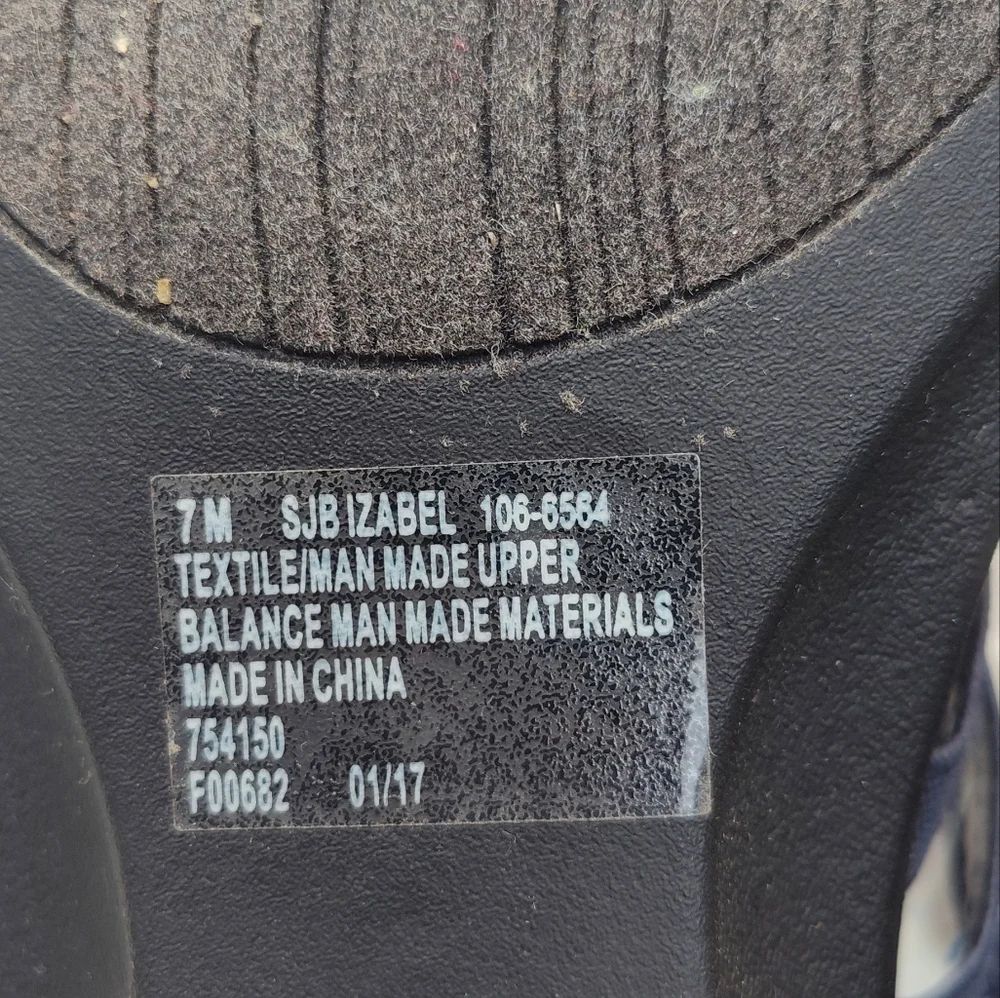 7 M SJB IZABEL 106-6564
TEXTILE/MAN MADE UPPER
BALANCE MAN MADE MATERIALS
MADE IN CHINA
754150
F00682 01/17